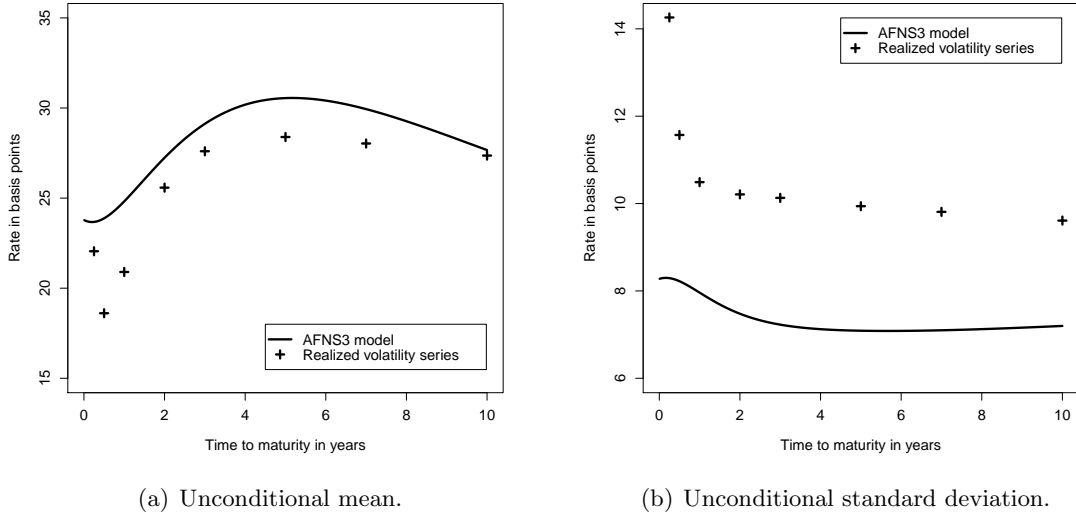 35
30
25
20
15
Rate in basis points
AFNS3 model
Realized volatility series
0 2 4 6 8 10
Time to maturity in years
(a) Unconditional mean.
14
12
10
8
6
Rate in basis points
AFNS3 model
Realized volatility series
0 2 4 6 8 10
Time to maturity in years
(b) Unconditional standard deviation.